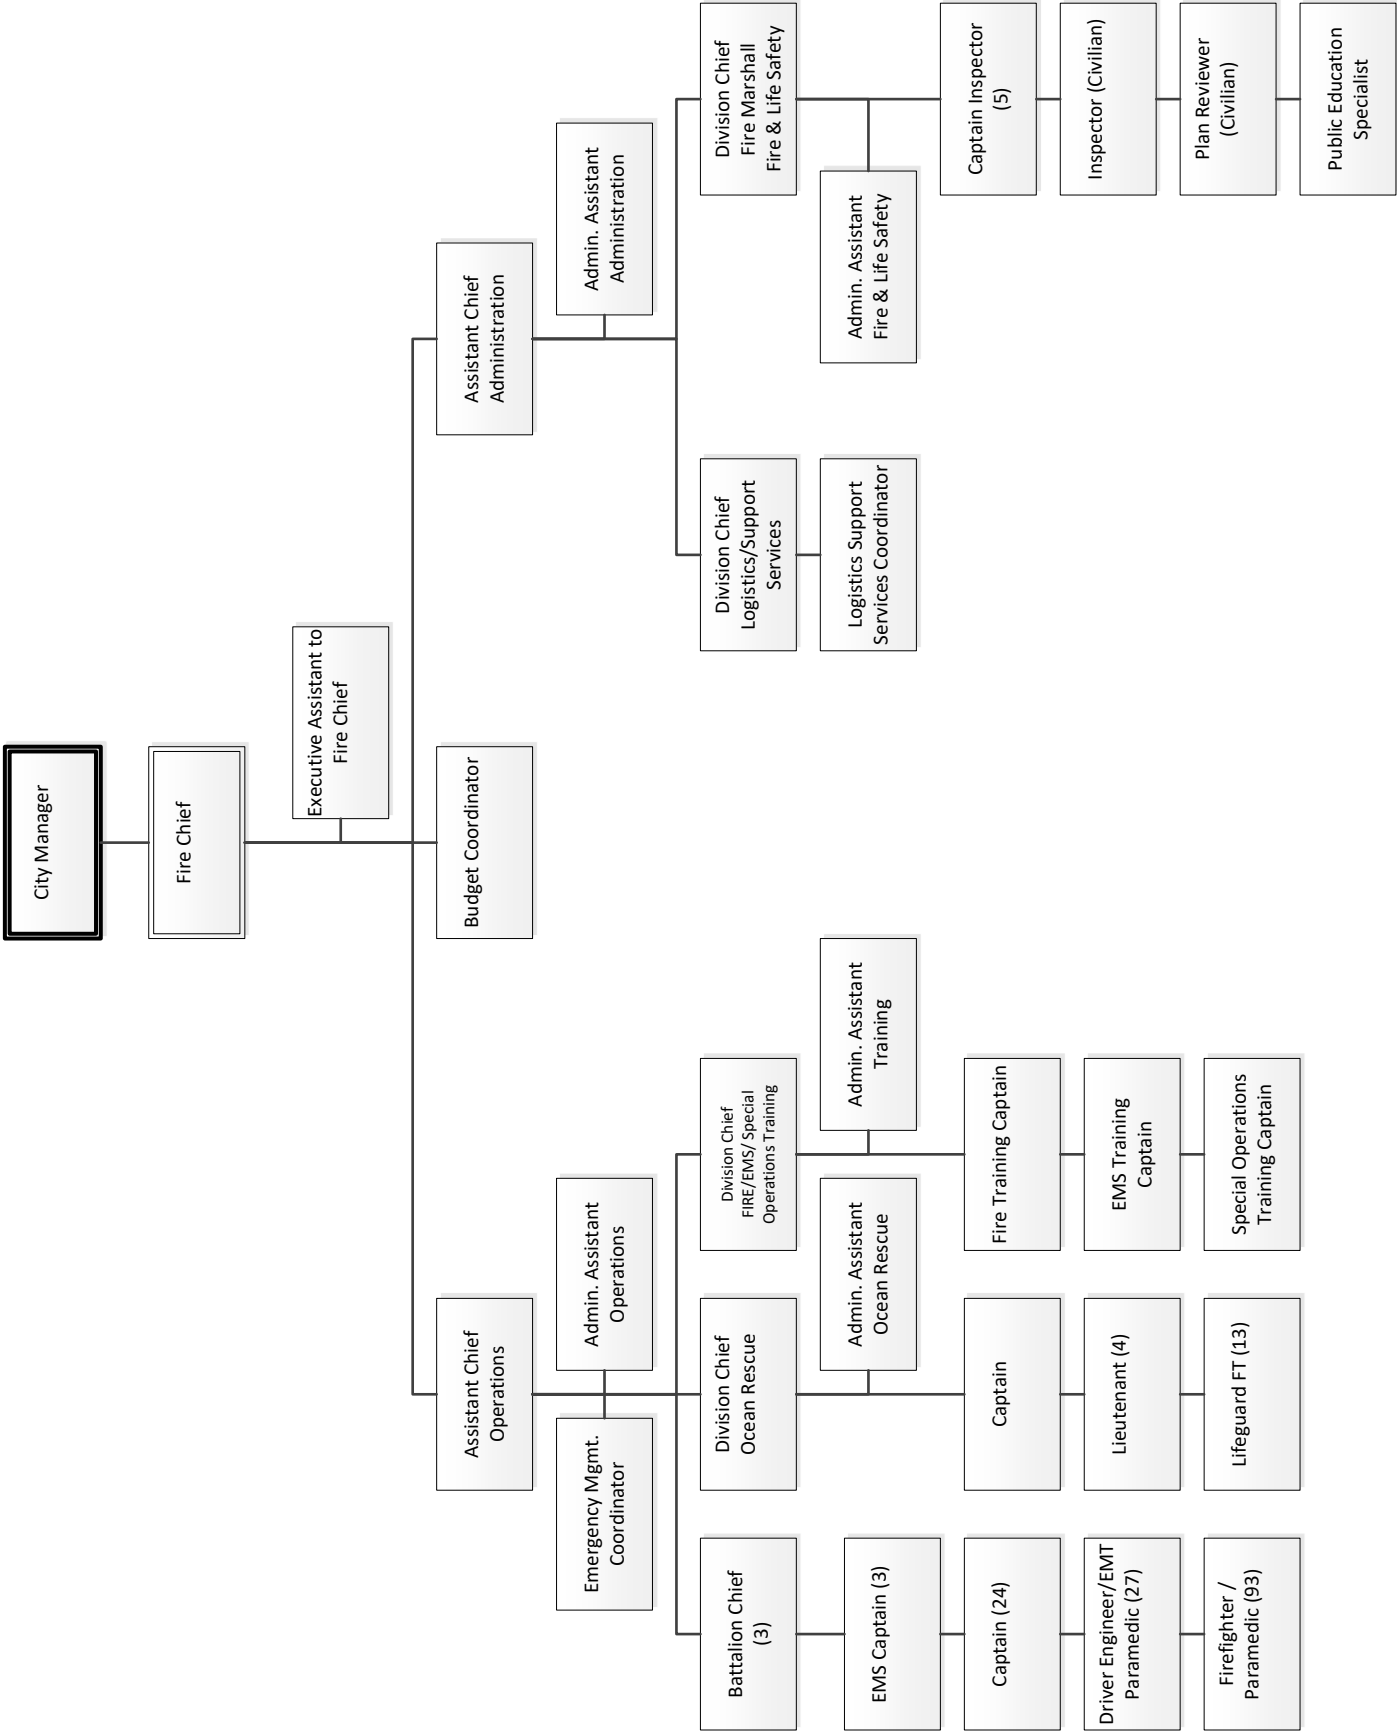 City Manager
Fire Chief
Executive Assistant to
Fire Chief
Assistant Chief
Operations
Budget Coordinator
Assistant Chief
Administration
Emergency Mgmt.
Coordinator
Admin. Assistant
Operations
Admin. Assistant
Administration
Battalion Chief
(3)
Division Chief
Ocean Rescue
Division Chief
FIRE/EMS/ Special
Operations Training
Division Chief
Logistics/Support
Services
Division Chief
Fire Marshall
Fire & Life Safety
EMS Captain (3)
Admin. Assistant
Ocean Rescue
Admin. Assistant
Training
Logistics Support
Services Coordinator
Admin. Assistant
Fire & Life Safety
Captain (24)
Captain
Fire Training Captain
Captain Inspector
(5)
Driver Engineer/EMT
Paramedic (27)
Lieutenant (4)
EMS Training
Captain
Inspector (Civilian)
Firefighter /
Paramedic (93)
Lifeguard FT (13)
Special Operations
Training Captain
Plan Reviewer
(Civilian)
Public Education
Specialist